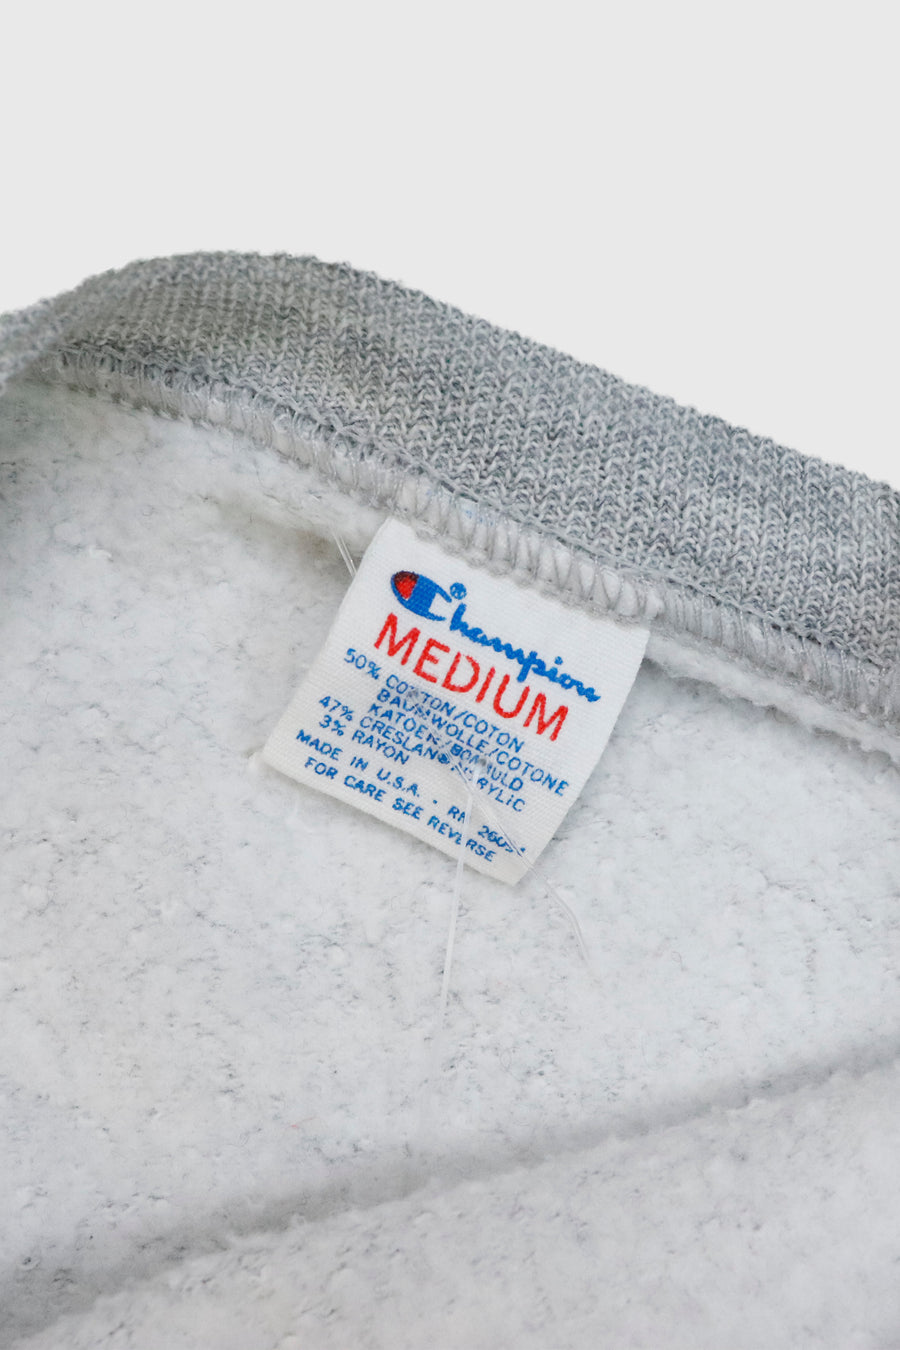 Champion®
MEDIUM
50% COTTON/COTON
BAUMWOLLE/COTONE
KATOEN/BOMULD
47% CRESLAN® ACRYLIC
3% RAYON
MADE IN U.S.A. · RN
FOR CARE SEE REVERSE